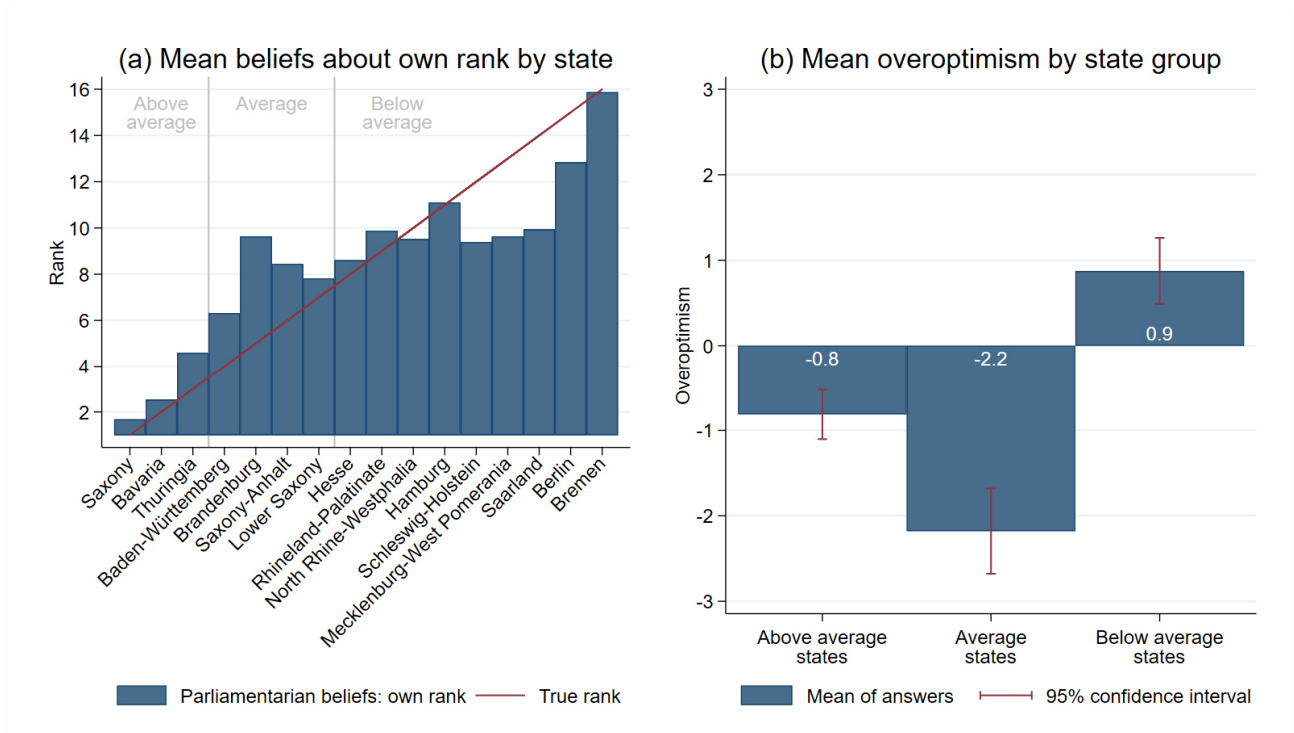 (a) Mean beliefs about own rank by state
Above
average
Average
Below
average
Rank
16
14
12
10
8
6
4
2
Saxony
Bavaria
Thuringia
Baden-Württemberg
Brandenburg
Saxony-Anhalt
Lower Saxony
Hesse
Rhineland-Palatinate
North Rhine-Westphalia
Hamburg
Schleswig-Holstein
Mecklenburg-West Pomerania
Saarland
Berlin
Bremen
Parliamentarian beliefs: own rank
True rank
(b) Mean overoptimism by state group
Overoptimism
3
2
1
0
-1
-2
-3
-0.8
-2.2
0.9
Above average
states
Average
states
Below average
states
Mean of answers
95% confidence interval